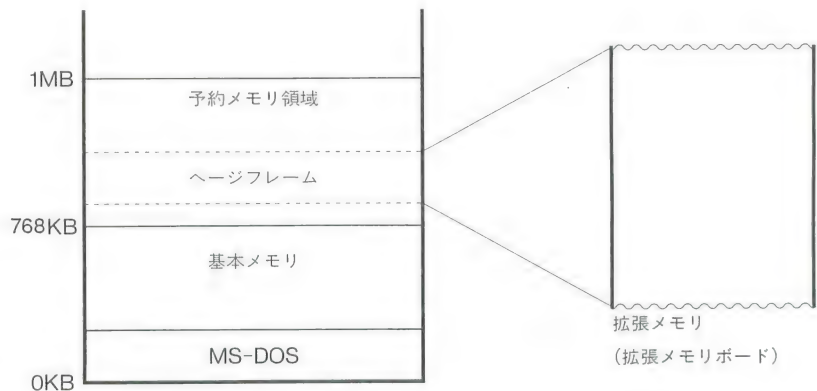 1MB
予約メモリ領域
ページフレーム
768KB
基本メモリ
MS-DOS
0KB
拡張メモリ
(拡張メモリボード)